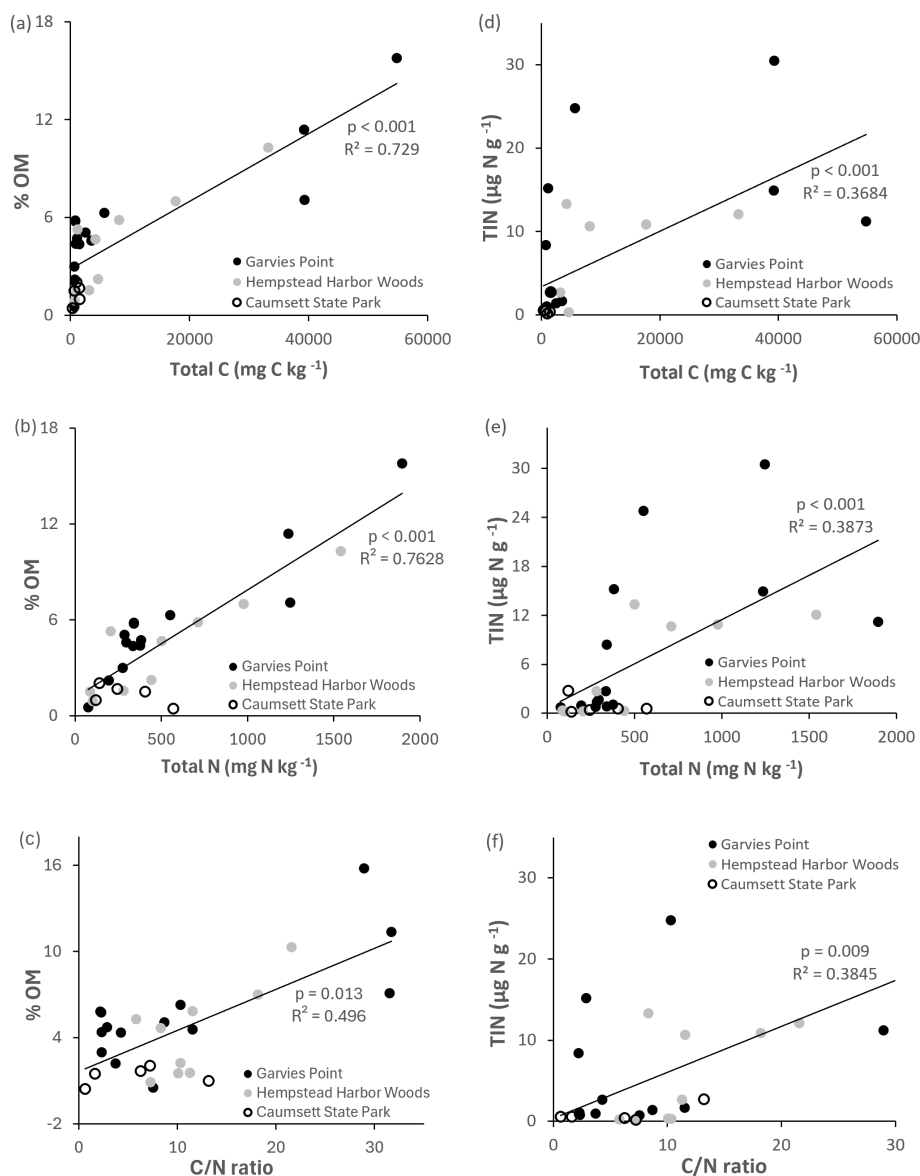 (a)
18
12
6
0
% OM
p < 0.001
R² = 0.729
Garvies Point
Hempstead Harbor Woods
Caumsett State Park
0 20000 40000 60000
Total C (mg C kg ⁻¹)
(d)
30
20
10
0
TIN (µg N g ⁻¹)
p < 0.001
R² = 0.3684
Garvies Point
Hempstead Harbor Woods
Caumsett State Park
0 20000 40000 60000
Total C (mg C kg ⁻¹)
(b)
18
12
6
0
% OM
p < 0.001
R² = 0.7628
Garvies Point
Hempstead Harbor Woods
Caumsett State Park
0 500 1000 1500 2000
Total N (mg N kg ⁻¹)
(e)
30
24
18
12
6
0
TIN (µg N g ⁻¹)
p < 0.001
R² = 0.3873
Garvies Point
Hempstead Harbor Woods
Caumsett State Park
0 500 1000 1500 2000
Total N (mg N kg ⁻¹)
(c)
16
10
4
-2
% OM
p = 0.013
R² = 0.496
Garvies Point
Hempstead Harbor Woods
Caumsett State Park
0 10 20 30
C/N ratio
(f)
30
20
10
0
TIN (µg N g ⁻¹)
Garvies Point
Hempstead Harbor Woods
Caumsett State Park
p = 0.009
R² = 0.3845
0 10 20 30
C/N ratio